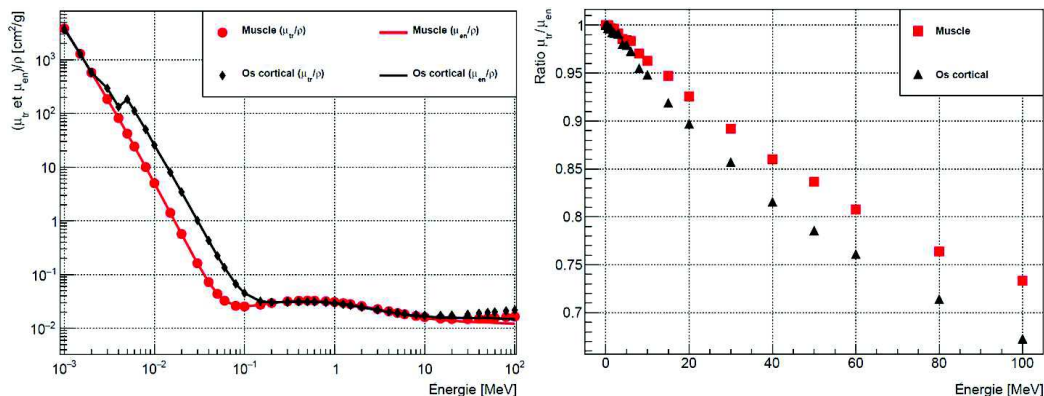 (μtr et μen)/ρ [cm²/g]
10³
10²
10
1
10⁻¹
10⁻²
Muscle (μtr/ρ)
Muscle (μen/ρ)
Os cortical (μtr/ρ)
Os cortical (μen/ρ)
10⁻³
10⁻²
10⁻¹
1
10
10²
Énergie [MeV]
Ratio μtr/μen
1
0.95
0.9
0.85
0.8
0.75
0.7
Muscle
Os cortical
0
20
40
60
80
100
Énergie [MeV]